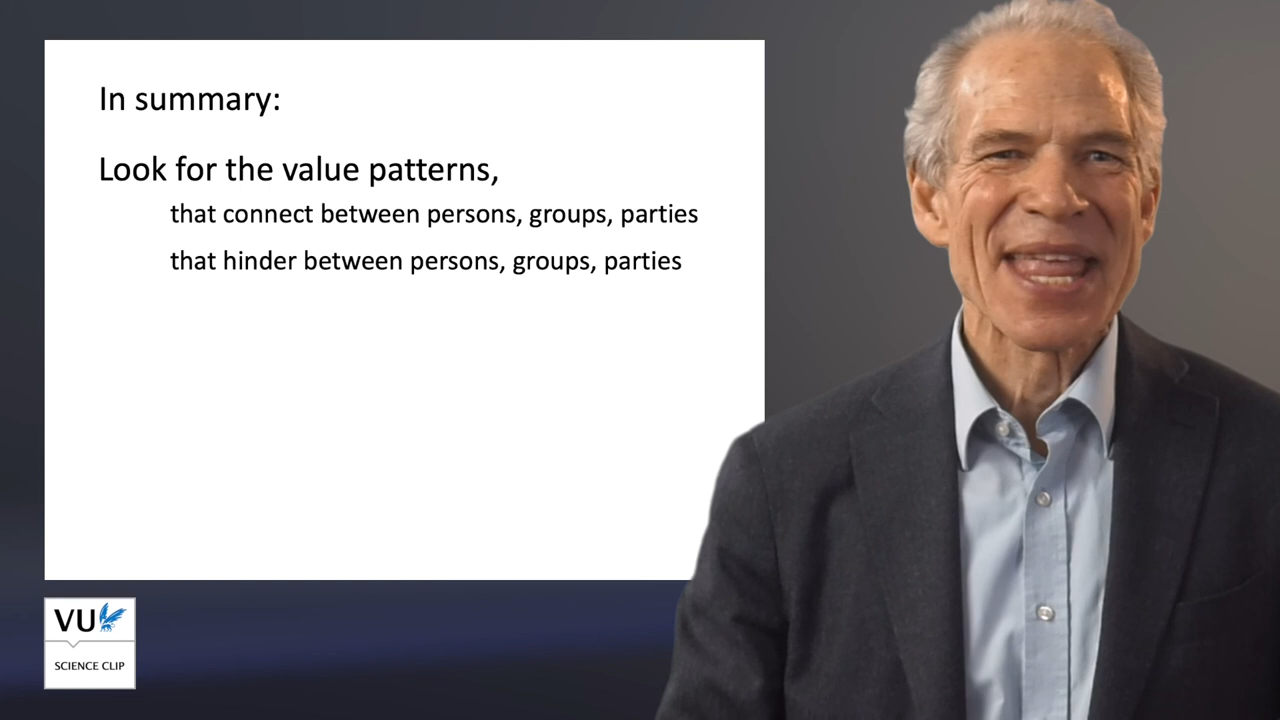 In summary:
Look for the value patterns,
that connect between persons, groups, parties
that hinder between persons, groups, parties
VU
SCIENCE CLIP